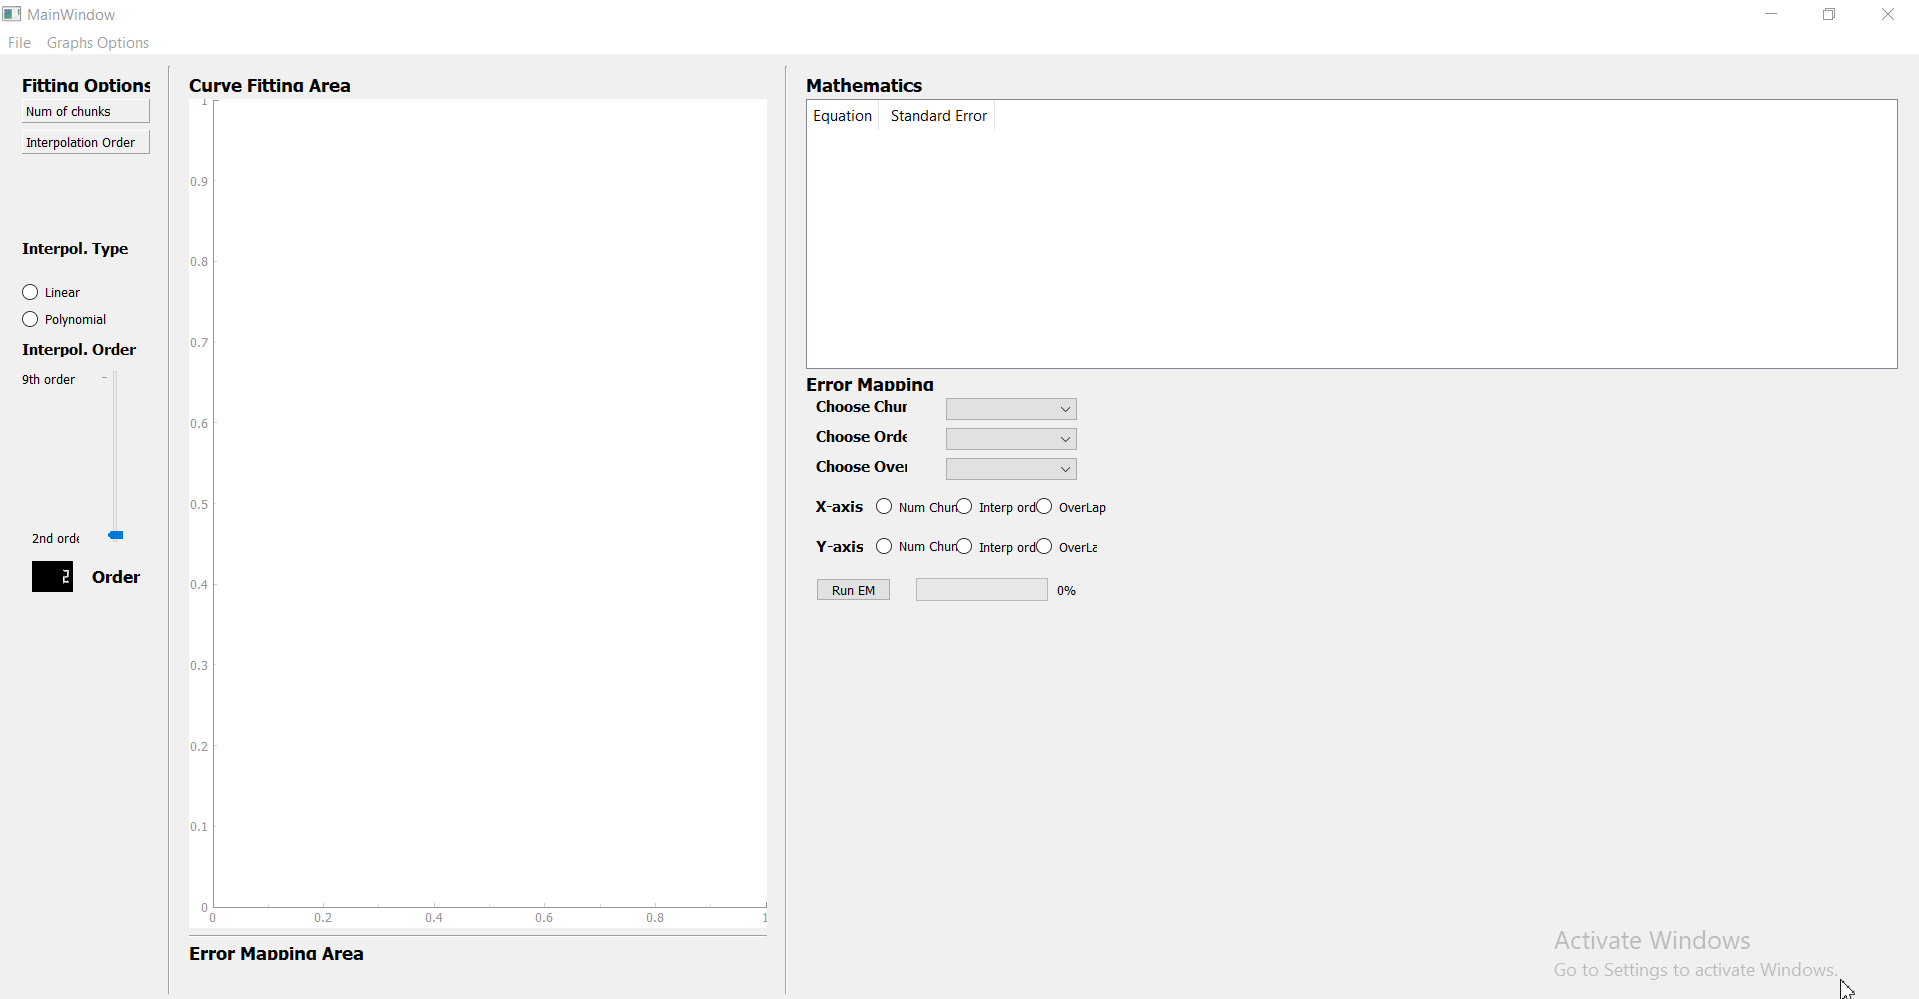 MainWindow
File Graphs Options
Fitting Options
Num of chunks
Interpolation Order
Interpol. Type
Linear
Polynomial
Interpol. Order
9th order
2nd orde
2 Order
Curve Fitting Area
1
0.9
0.8
0.7
0.6
0.5
0.4
0.3
0.2
0.1
0
0 0.2 0.4 0.6 0.8 1
Error Mapping Area
Mathematics
Equation Standard Error
Error Mapping
Choose Chur
Choose Orde
Choose Over
X-axis Num Chun Interp ord OverLap
Y-axis Num Chun Interp ord OverLa
Run EM 0%
Activate Windows
Go to Settings to activate Windows.